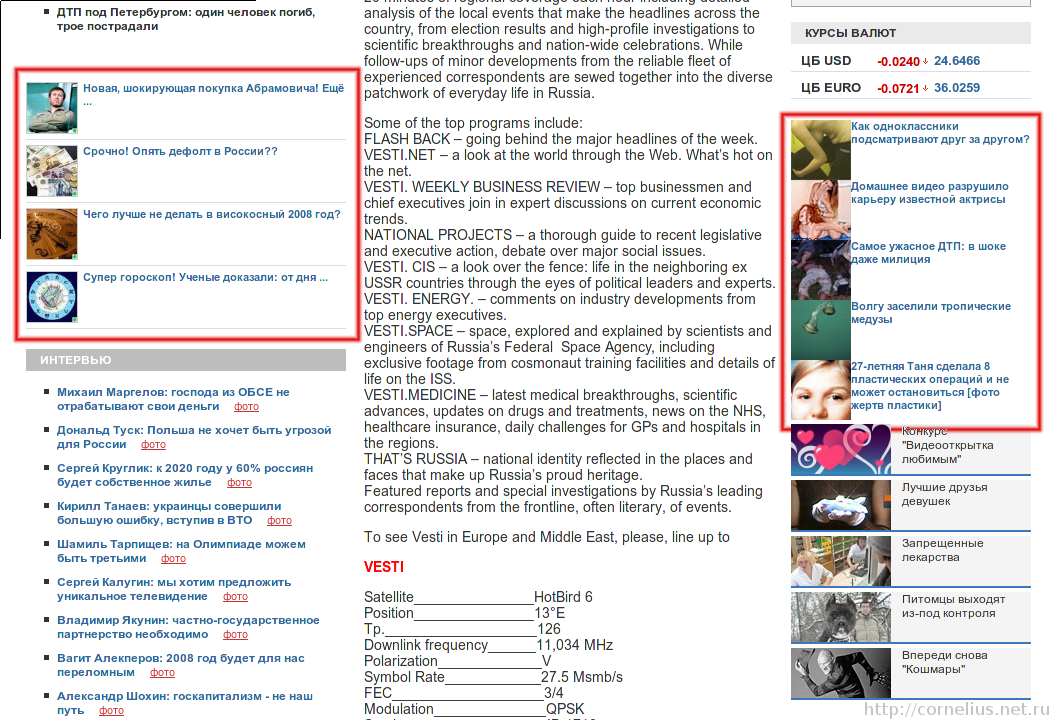 ДТП под Петербургом: один человек погиб,
трое пострадали
Новая, шокирующая покупка Абрамовича! Ещё
...
Срочно! Опять дефолт в России??
Чего лучше не делать в високосный 2008 год?
Супер гороскоп! Ученые доказали: от дня ...
ИНТЕРВЬЮ
Михаил Маргелов: господа из ОБСЕ не
отрабатывают свои деньги фото
Дональд Туск: Польша не хочет быть угрозой
для России фото
Сергей Круглик: к 2020 году у 60% россиян
будет собственное жилье фото
Кирилл Танаев: украинцы совершили
большую ошибку, вступив в ВТО фото
Шамиль Тарпищев: на Олимпиаде можем
быть третьими фото
Сергей Калугин: мы хотим предложить
уникальное телевидение фото
Владимир Якунин: частно-государственное
партнерство необходимо фото
Вагит Алекперов: 2008 год будет для нас
переломным фото
Александр Шохин: госкапитализм - не наш
путь фото
20 minutes of regional coverage each hour including detailed
analysis of the local events that make the headlines across the
country, from election results and high-profile investigations to
scientific breakthroughs and nation-wide celebrations. While
follow-ups of minor developments from the reliable fleet of
experienced correspondents are sewed together into the diverse
patchwork of everyday life in Russia.
Some of the top programs include:
FLASH BACK – going behind the major headlines of the week.
VESTI.NET – a look at the world through the Web. What's hot on
the net.
VESTI. WEEKLY BUSINESS REVIEW – top businessmen and
chief executives join in expert discussions on current economic
trends.
NATIONAL PROJECTS – a thorough guide to recent legislative
and executive action, debate over major social issues.
VESTI. CIS – a look over the fence: life in the neighboring ex
USSR countries through the eyes of political leaders and experts.
VESTI. ENERGY. – comments on industry developments from
top energy executives.
VESTI.SPACE – space, explored and explained by scientists and
engineers of Russia's Federal Space Agency, including
exclusive footage from cosmonaut training facilities and details of
life on the ISS.
VESTI.MEDICINE – latest medical breakthroughs, scientific
advances, updates on drugs and treatments, news on the NHS,
healthcare insurance, daily challenges for GPs and hospitals in
the regions.
THAT'S RUSSIA – national identity reflected in the places and
faces that make up Russia's proud heritage.
Featured reports and special investigations by Russia's leading
correspondents from the frontline, often literary, of events.
To see Vesti in Europe and Middle East, please, line up to
VESTI
Satellite_______________HotBird 6
Position_______________13°E
Tp.___________________126
Downlink frequency______11,034 MHz
Polarization_____________V
Symbol Rate____________27.5 Msmb/s
FEC___________________3/4
Modulation______________QPSK
КУРСЫ ВАЛЮТ
ЦБ USD -0.0240 ↓ 24.6466
ЦБ EURO -0.0721 ↓ 36.0259
Как одноклассники
подсматривают друг за другом?
Домашнее видео разрушило
карьеру известной актрисы
Самое ужасное ДТП: в шоке
даже милиция
Волгу заселили тропические
медузы
27-летняя Таня сделала 8
пластических операций и не
может остановиться [фото
жертв пластики]
Конкурс
"Видеооткрытка
любимым"
Лучшие друзья
девушек
Запрещенные
лекарства
Питомцы выходят
из-под контроля
Впереди снова
"Кошмары"
http://cornelius.net.ru